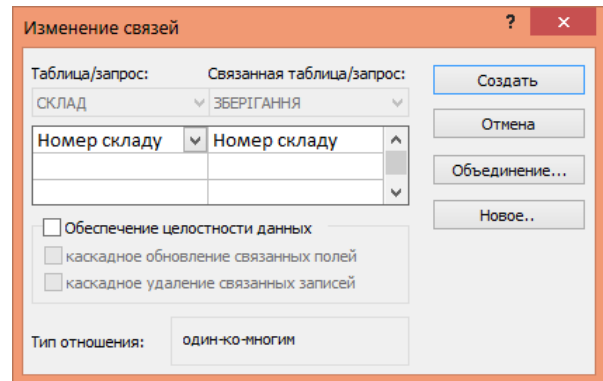 Изменение связей ? ×
Таблица/запрос: Связанная таблица/запрос:
СКЛАД ЗБЕРІГАННЯ
Номер складу Номер складу
Обеспечение целостности данных
каскадное обновление связанных полей
каскадное удаление связанных записей
Тип отношения: один-ко-многим
Создать
Отмена
Объединение...
Новое..